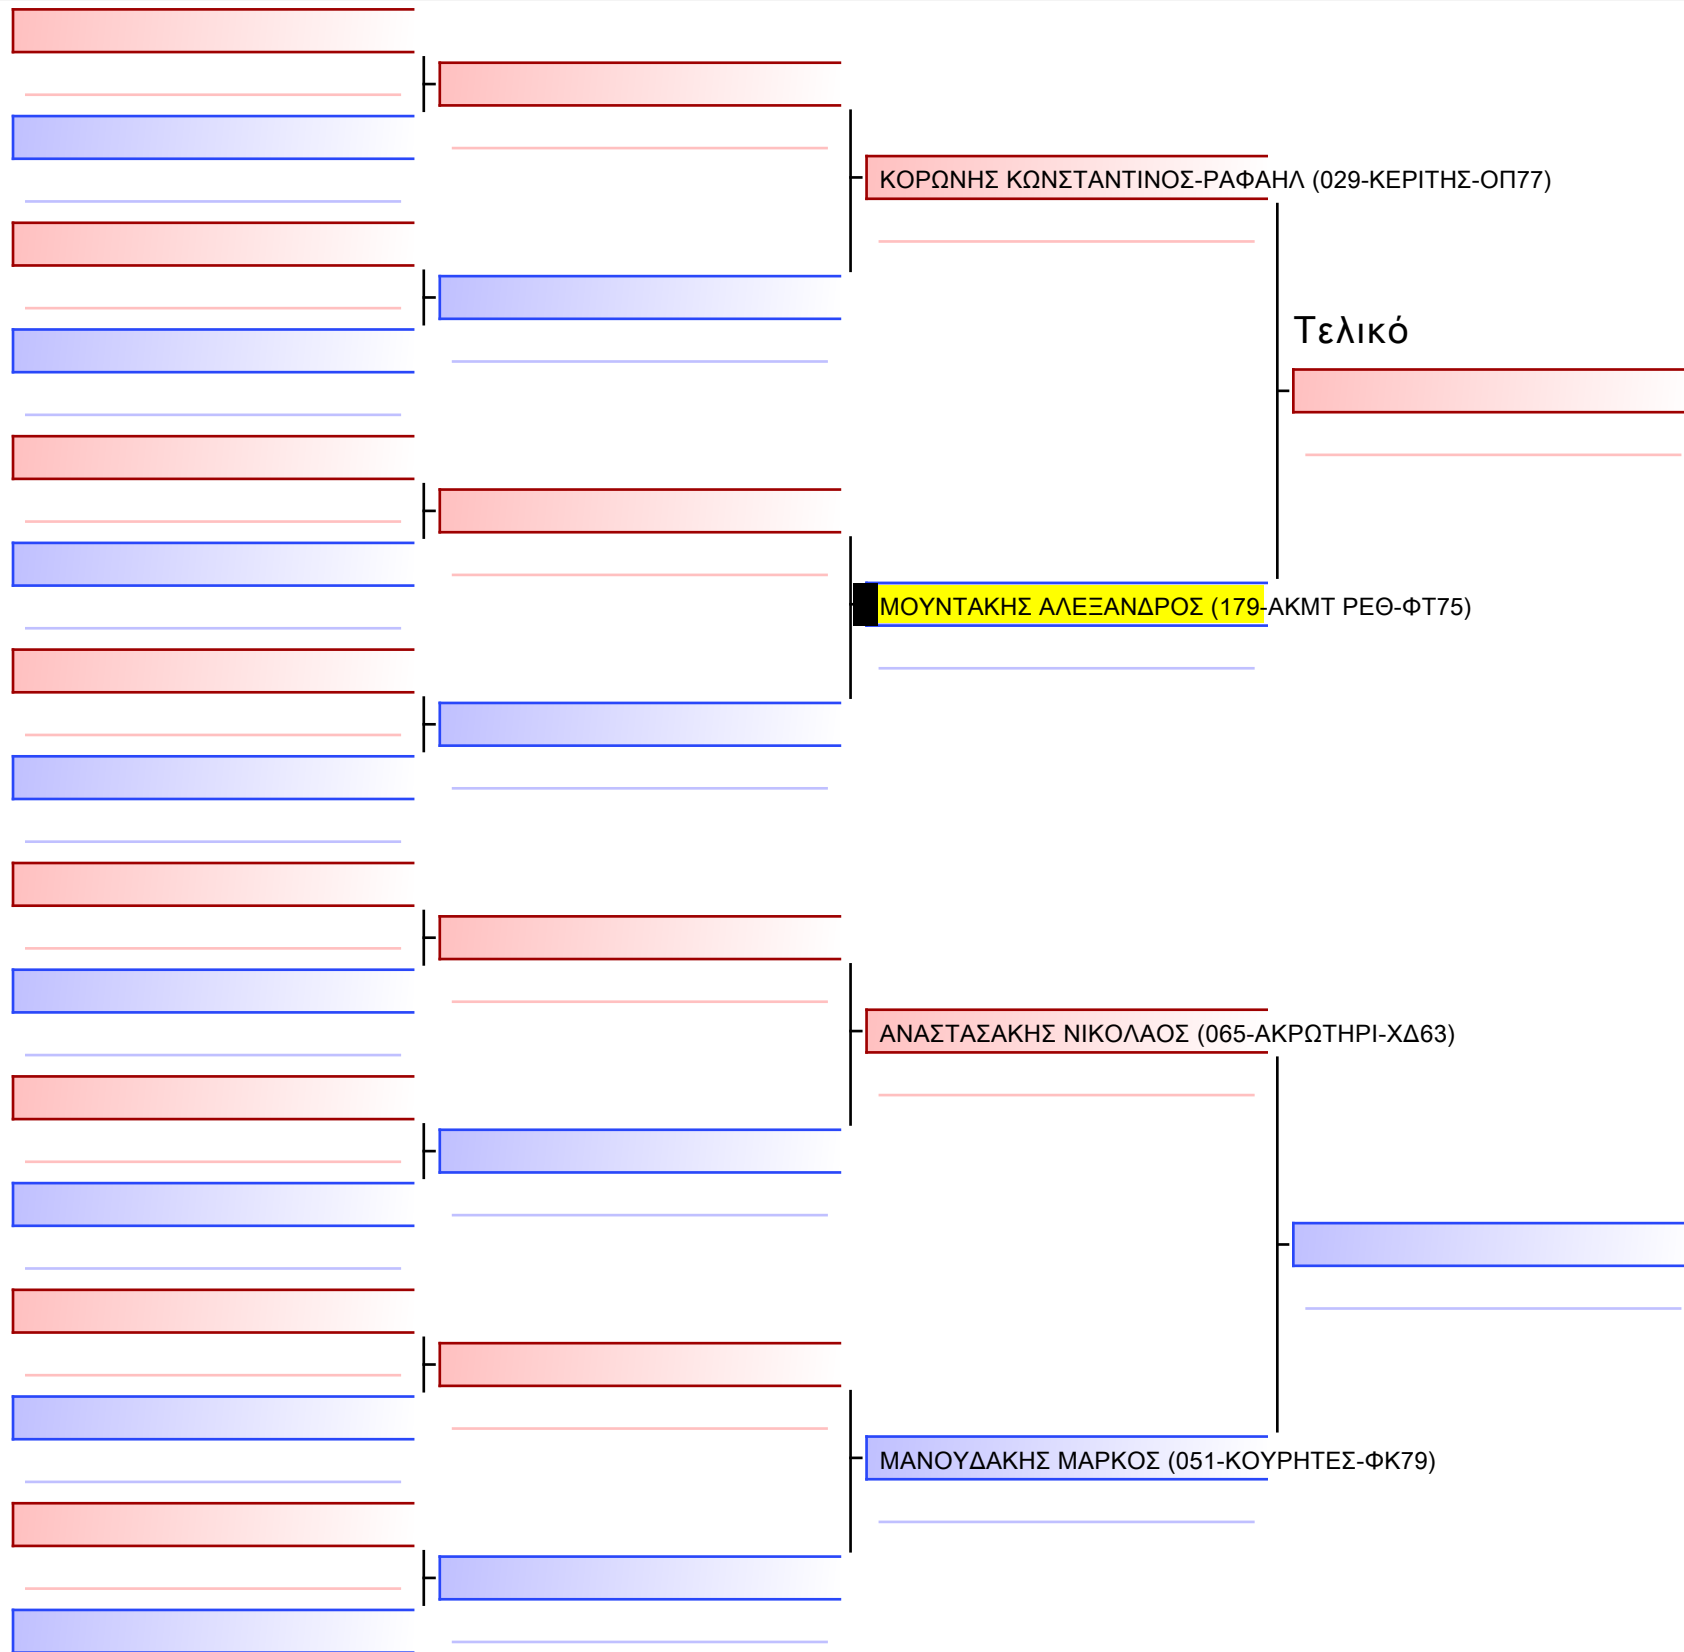 ΚΟΡΩΝΗΣ ΚΩΝΣΤΑΝΤΙΝΟΣ-ΡΑΦΑΗΛ (029-ΚΕΡΙΤΗΣ-ΟΠ77)
Τελικό
ΜΟΥΝΤΑΚΗΣ ΑΛΕΞΑΝΔΡΟΣ (179-ΑΚΜΤ ΡΕΘ-ΦΤ75)
ΑΝΑΣΤΑΣΑΚΗΣ ΝΙΚΟΛΑΟΣ (065-ΑΚΡΩΤΗΡΙ-ΧΔ63)
ΜΑΝΟΥΔΑΚΗΣ ΜΑΡΚΟΣ (051-ΚΟΥΡΗΤΕΣ-ΦΚ79)